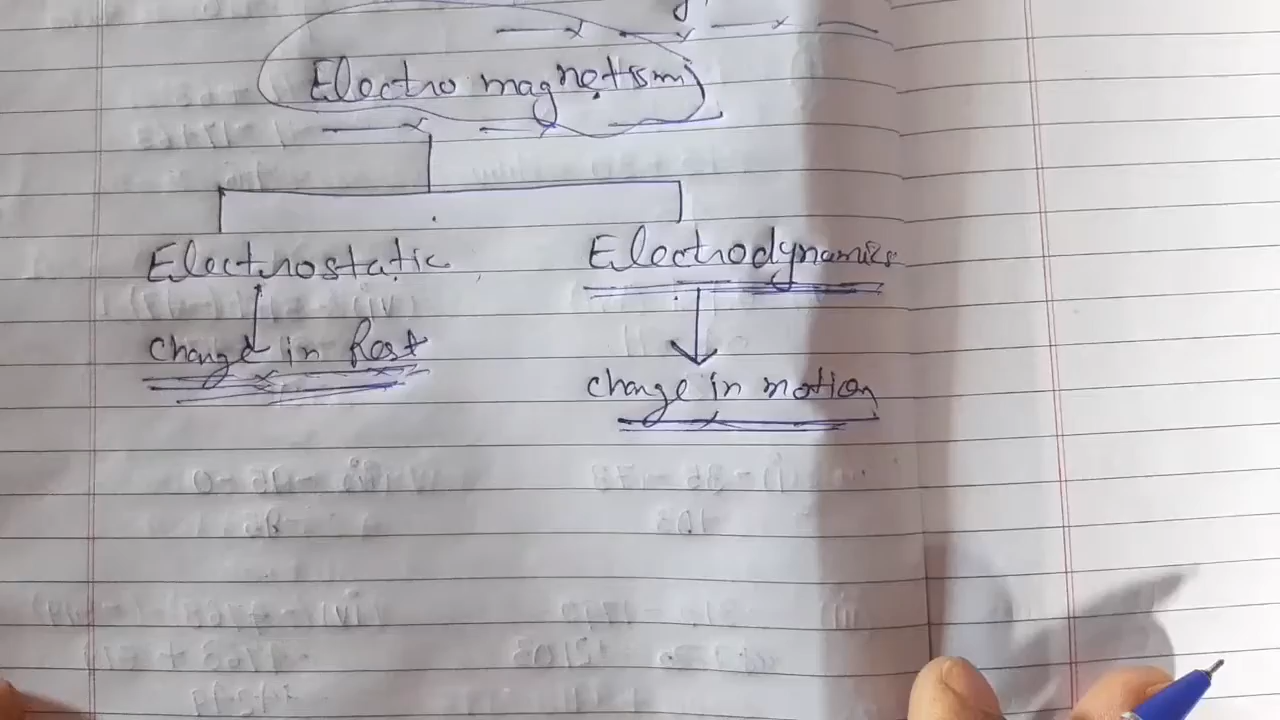 Electro magnetism
Electrostatic
Electrodynamics
change in Rest
change in motion